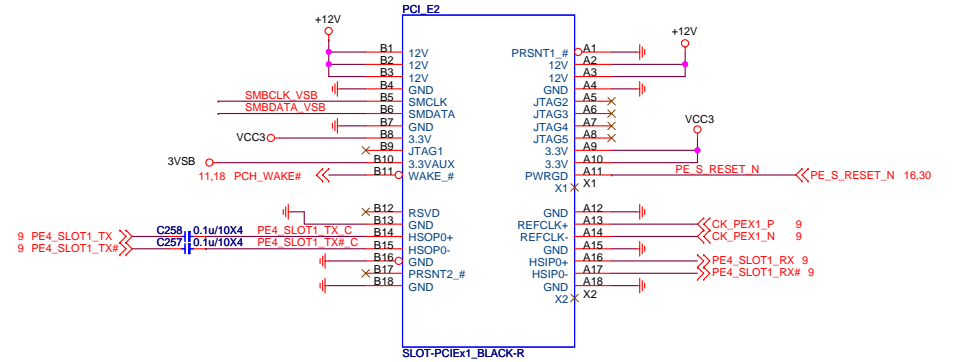 PCI_E2
+12V
+12V
B1 12V PRSNT1_# A1
B2 12V 12V A2
B3 12V 12V A3
B4 GND GND A4
SMBCLK_VSB B5 SMCLK JTAG2 A5
SMBDATA_VSB B6 SMDATA JTAG3 A6
B7 GND JTAG4 A7
VCC3 B8 3.3V JTAG5 A8
VCC3
B9 JTAG1 3.3V A9
3VSB B10 3.3VAUX 3.3V A10
11,18 PCH_WAKE# B11 WAKE_# PWRGD A11 PE_S_RESET_N PE_S_RESET_N 16,30
X1 X1
B12 RSVD GND A12
B13 GND REFCLK+ A13 CK_PEX1_P 9
9 PE4_SLOT1_TX C258 0.1u/10X4 PE4_SLOT1_TX_C B14 HSOP0+ REFCLK- A14 CK_PEX1_N 9
9 PE4_SLOT1_TX# C257 0.1u/10X4 PE4_SLOT1_TX#_C B15 HSOP0- GND A15
B16 GND HSIP0+ A16 PE4_SLOT1_RX 9
B17 PRSNT2_# HSIP0- A17 PE4_SLOT1_RX# 9
B18 GND GND A18
X2 X2
SLOT-PCIEx1_BLACK-R